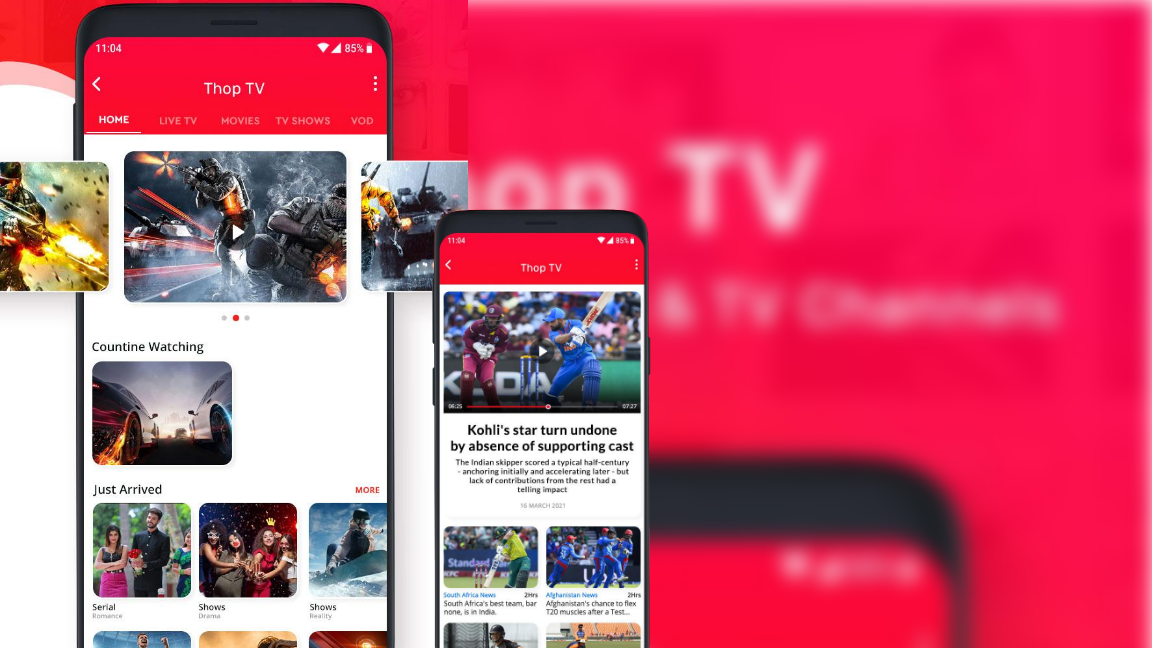 11:04
85%
Thop TV
HOME LIVE TV MOVIES TV SHOWS VOD
Countine Watching
Just Arrived
MORE
Serial
Romance
Shows
Drama
Shows
Reality
11:04
85%
Thop TV
06:25
07:27
Kohli's star turn undone
by absence of supporting cast
The Indian skipper scored a typical half-century
- anchoring initially and accelerating later - but
lack of contributions from the rest had a
telling impact
16 MARCH 2021
South Africa News 2Hrs
South Africa's best team, bar
none, is in India.
Afghanistan News 2Hrs
Afghanistan's chance to flex
T20 muscles after a Test...
hop TV
& TV Channels